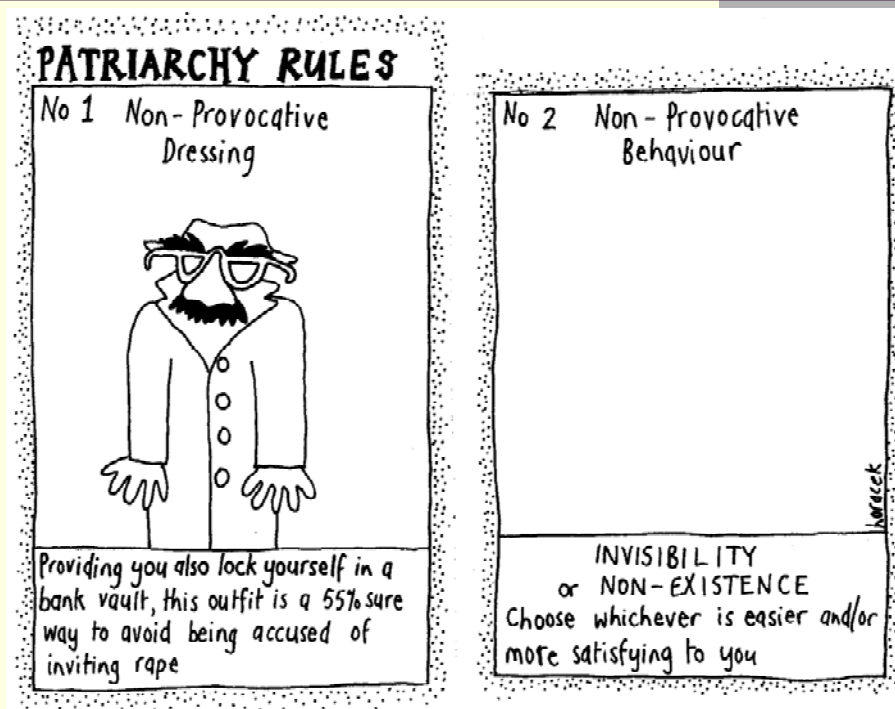 PATRIARCHY RULES
No 1 Non-Provocative
Dressing
Providing you also lock yourself in a
bank vault, this outfit is a 55% sure
way to avoid being accused of
inviting rape
No 2 Non-Provocative
Behaviour
horacek
INVISIBILITY
or NON-EXISTENCE
Choose whichever is easier and/or
more satisfying to you